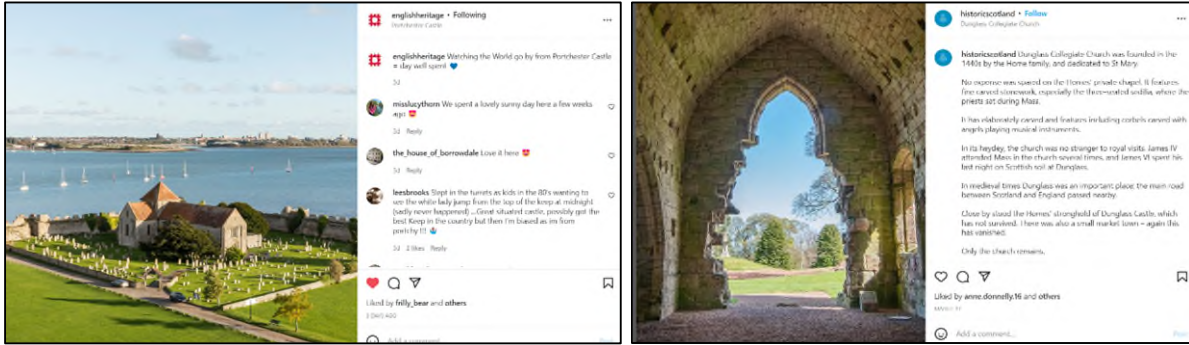 englishheritage • Following
Portchester Castle
englishheritage Watching the World go by from Portchester Castle
= day well spent 💙
3d
misslucythorn We spent a lovely sunny day here a few weeks
ago 😍
3d Reply
the_house_of_borrowdale Love it here 😍
3d Reply
leesbrooks Slept in the turrets as kids in the 80's wanting to
see the white lady jump from the top of the keep at midnight
(sadly never happened) ...Great situated castle, possibly got the
best Keep in the country but then I'm biased as im from
portchy !!!
3d 2 likes Reply
Liked by frilly_bear and others
3 DAYS AGO
Add a comment...
Post
historicscotland • Follow
Dunglass Collegiate Church
historicscotland Dunglass Collegiate Church was founded in the
1440s by the Home family, and dedicated to St Mary.
No expense was spared on the Homes' private chapel. It features
fine carved stonework, especially the three-seated sedilia, where the
priests sat during Mass.
It has elaborately carved and features including corbels carved with
angels playing musical instruments.
In its heyday, the church was no stranger to royal visits. James IV
attended Mass in the church several times, and James VI spent his
last night on Scottish soil at Dunglass.
In medieval times Dunglass was an important place: the main road
between Scotland and England passed nearby.
Close by stood the Homes' stronghold of Dunglass Castle, which
has not survived. There was also a small market town – again this
has vanished.
Only the church remains.
Liked by anne.donnelly.16 and others
Add a comment...
Post